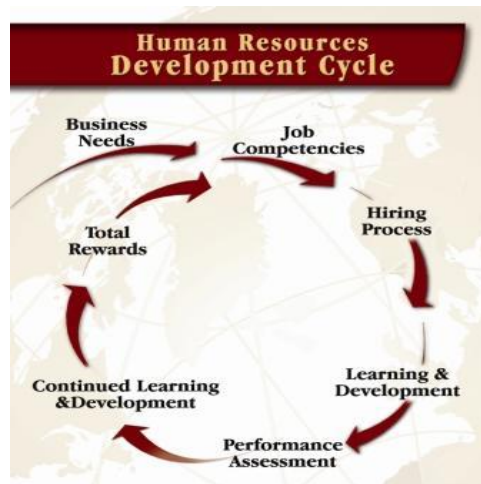 Human Resources
Development Cycle
Business
Needs
Job
Competencies
Hiring
Process
Learning &
Development
Performance
Assessment
Continued Learning
&Development
Total
Rewards